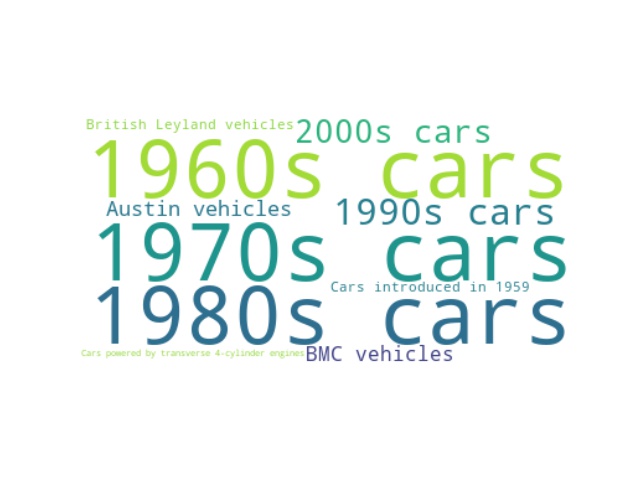 British Leyland vehicles
2000s cars
1960s cars
Austin vehicles
1990s cars
1970s cars
Cars introduced in 1959
1980s cars
Cars powered by transverse 4-cylinder engines
BMC vehicles